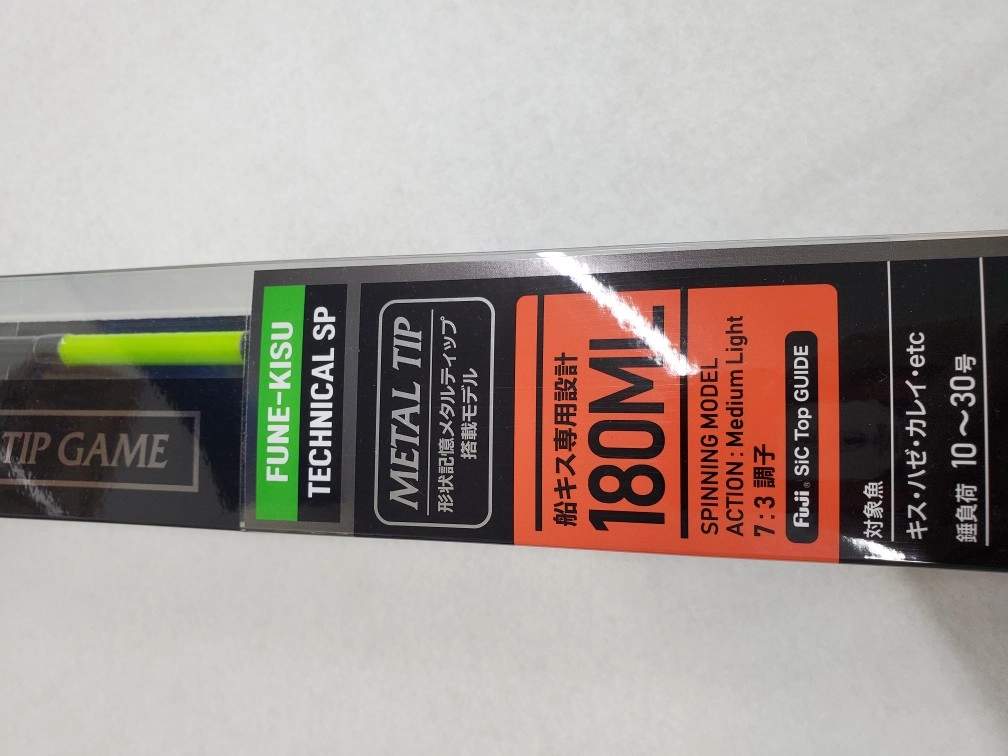 TIP GAME
FUNE-KISU
TECHNICAL SP
METAL TIP
形状記憶メタルティップ
搭載モデル
船キス専用設計
180ML
SPINNING MODEL
ACTION: Medium Light
7:3 調子
Fuji® SiC Top GUIDE
対象魚
キス・ハゼ・カレイ・etc
錘負荷 10～30号